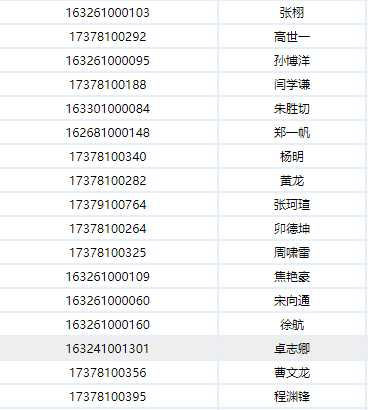 163261000103 张栩
17378100292 高世一
163261000095 孙博洋
17378100188 闫学谦
163301000084 朱胜切
162681000148 郑一帆
17378100340 杨明
17378100282 黄龙
17379100764 张珂瑄
17378100264 卯德坤
17378100325 周啸雷
163261000109 焦艳豪
163261000060 宋向通
163261000160 徐航
163241001301 卓志卿
17378100356 曹文龙
17378100395 程渊锋